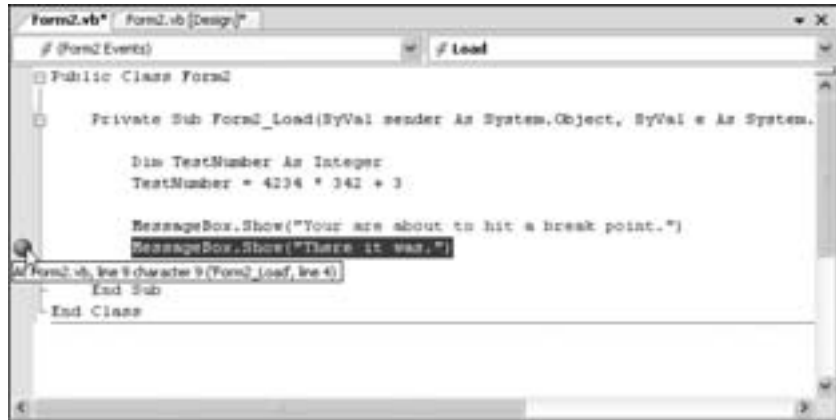 Form2.vb* Form2.vb [Design]*
(Form2 Events) Load
Public Class Form2
Private Sub Form2_Load(ByVal sender As System.Object, ByVal e As System.
Dim TestNumber As Integer
TestNumber = 4234 * 342 + 3
MessageBox.Show("Your are about to hit a break point.")
MessageBox.Show("There it was.")
At Form2.vb, line 9 character 9 ('Form2_Load', line 4)
End Sub
End Class